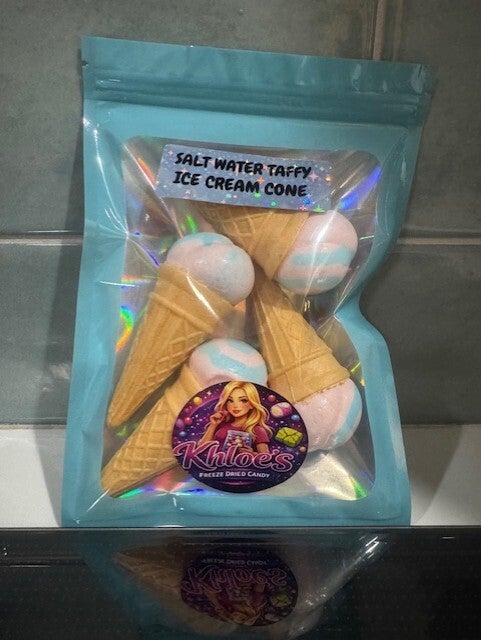 SALT WATER TAFFY
ICE CREAM CONE
Khloe's
FREEZE DRIED CANDY